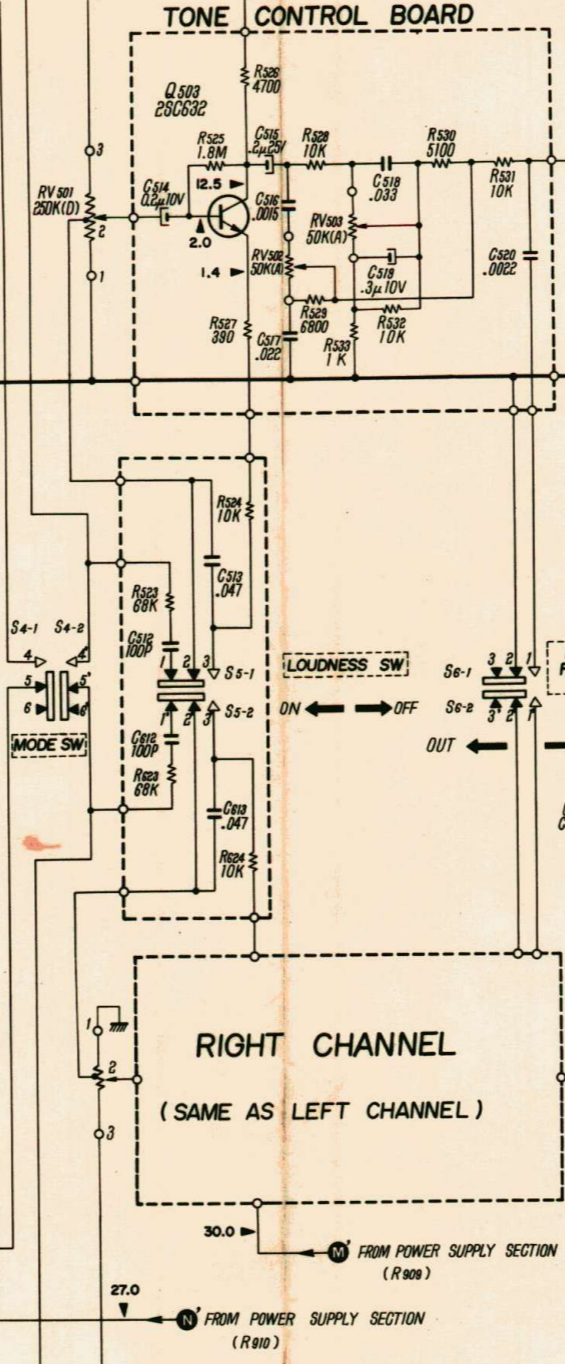 TONE CONTROL BOARD
Q503
2SC632
R526
4700
R525
1.8M
C515
.2μ25V
R528
10K
R530
5100
R531
10K
3
RV501
250K(D)
2
1
C514
0.2μ10V
12.5
2.0
1.4
C516
.0015
RV502
50K(A)
C518
.033
RV503
50K(A)
C519
.3μ10V
C520
.0022
R527
390
C517
.022
R529
6800
R533
1K
R532
10K
R524
10K
C513
.047
R523
68K
C512
100P
1 2 3
S5-1
S5-2
1' 2' 3'
C612
100P
R623
68K
C613
.047
R624
10K
S4-1 S4-2
4 4'
5 5'
6 6'
MODE SW
LOUDNESS SW
ON OFF
S6-1
3 2 1
S6-2
3' 2' 1'
OUT
1
2
3
RIGHT CHANNEL
(SAME AS LEFT CHANNEL)
30.0
M' FROM POWER SUPPLY SECTION
(R909)
27.0
N' FROM POWER SUPPLY SECTION
(R910)